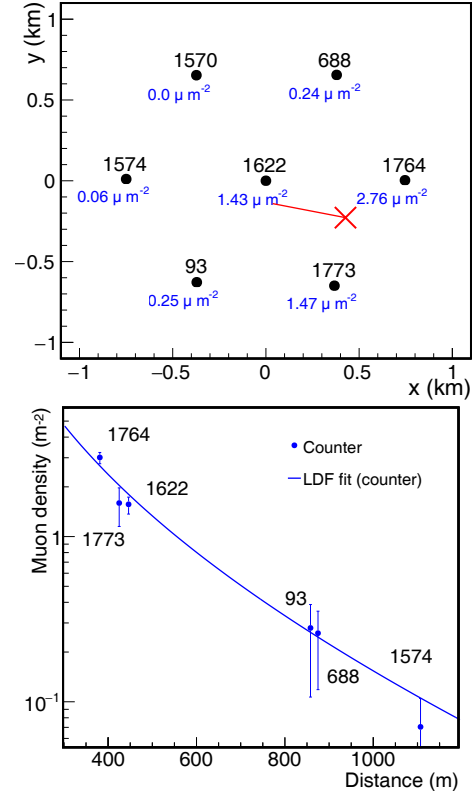 y (km)
1
0.5
0
−0.5
−1
1570
0.0 μ m-2
688
0.24 μ m-2
1574
0.06 μ m-2
1622
1.43 μ m-2
1764
2.76 μ m-2
93
0.25 μ m-2
1773
1.47 μ m-2
−1 −0.5 0 0.5 1
x (km)
Muon density (m-2)
1
10−1
1764
1622
1773
Counter
LDF fit (counter)
93
688
1574
400 600 800 1000
Distance (m)